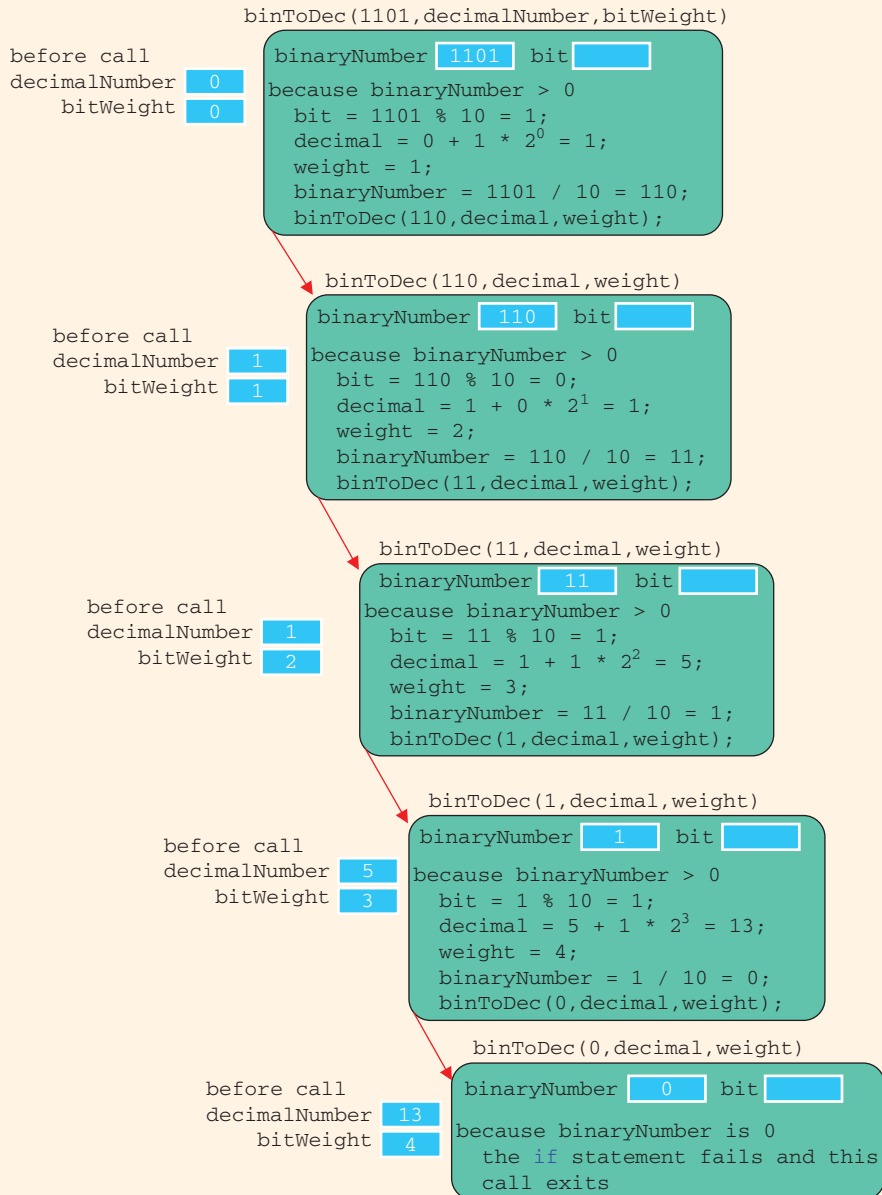 binToDec(1101,decimalNumber,bitWeight)
before call
decimalNumber 0
bitWeight 0
binaryNumber 1101 bit
because binaryNumber > 0
bit = 1101 % 10 = 1;
decimal = 0 + 1 * 2^0 = 1;
weight = 1;
binaryNumber = 1101 / 10 = 110;
binToDec(110,decimal,weight);
binToDec(110,decimal,weight)
before call
decimalNumber 1
bitWeight 1
binaryNumber 110 bit
because binaryNumber > 0
bit = 110 % 10 = 0;
decimal = 1 + 0 * 2^1 = 1;
weight = 2;
binaryNumber = 110 / 10 = 11;
binToDec(11,decimal,weight);
binToDec(11,decimal,weight)
before call
decimalNumber 1
bitWeight 2
binaryNumber 11 bit
because binaryNumber > 0
bit = 11 % 10 = 1;
decimal = 1 + 1 * 2^2 = 5;
weight = 3;
binaryNumber = 11 / 10 = 1;
binToDec(1,decimal,weight);
binToDec(1,decimal,weight)
before call
decimalNumber 5
bitWeight 3
binaryNumber 1 bit
because binaryNumber > 0
bit = 1 % 10 = 1;
decimal = 5 + 1 * 2^3 = 13;
weight = 4;
binaryNumber = 1 / 10 = 0;
binToDec(0,decimal,weight);
binToDec(0,decimal,weight)
before call
decimalNumber 13
bitWeight 4
binaryNumber 0 bit
because binaryNumber is 0
the if statement fails and this
call exits